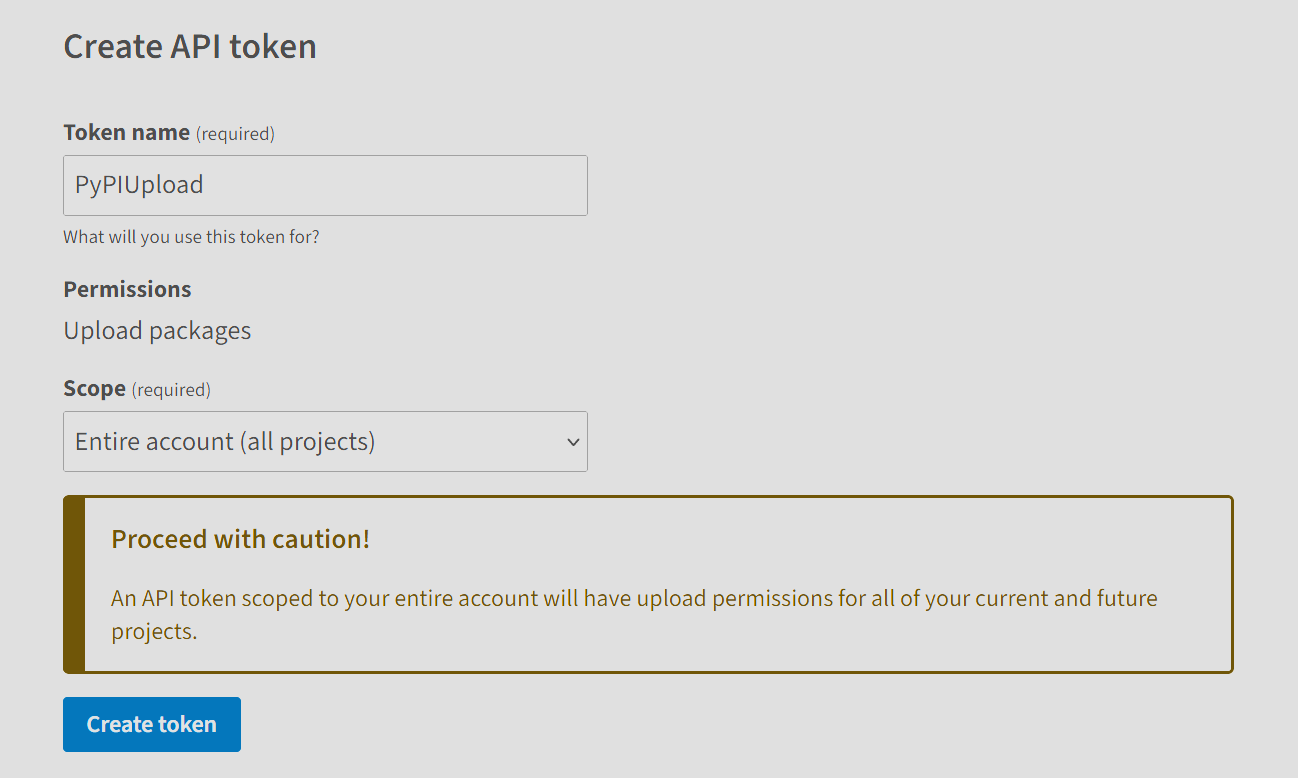 Create API token
Token name (required)
PyPIUpload
What will you use this token for?
Permissions
Upload packages
Scope (required)
Entire account (all projects)
Proceed with caution!
An API token scoped to your entire account will have upload permissions for all of your current and future
projects.
Create token